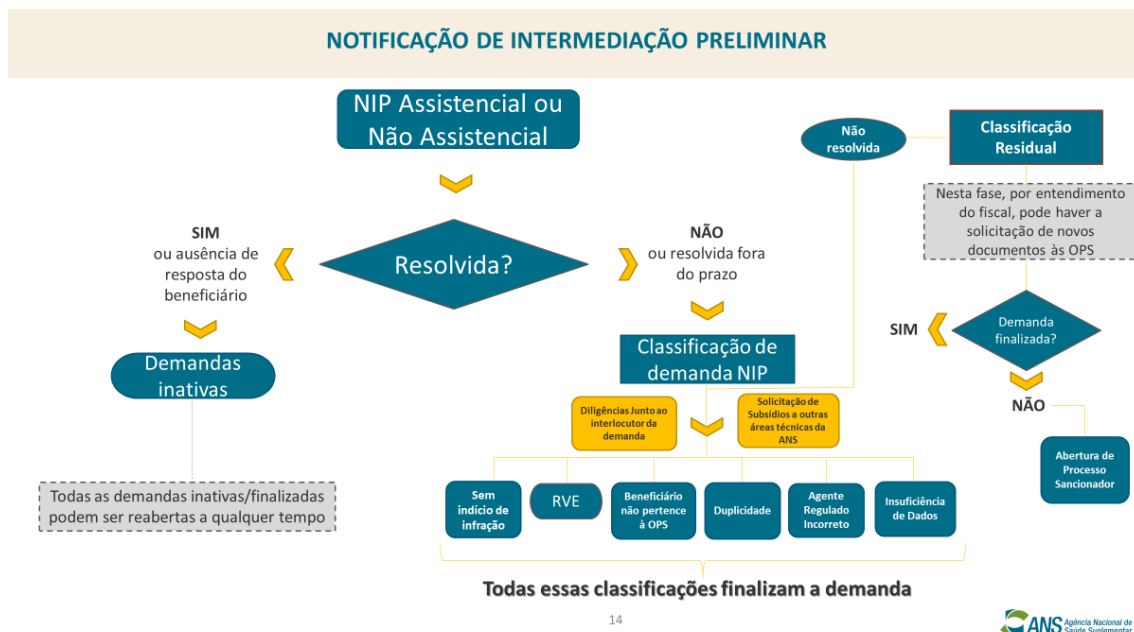 NOTIFICAÇÃO DE INTERMEDIAÇÃO PRELIMINAR
NIP Assistencial ou
Não Assistencial
Resolvida?
SIM
ou ausência de
resposta do
beneficiário
Demandas
inativas
Todas as demandas inativas/finalizadas
podem ser reabertas a qualquer tempo
NÃO
ou resolvida fora
do prazo
Classificação de
demanda NIP
Diligências Junto ao
interlocutor da
demanda
Solicitação de
Subsídios a outras
áreas técnicas da
ANS
Sem
indício de
infração
RVE
Beneficiário
não pertence
à OPS
Duplicidade
Agente
Regulado
Incorreto
Insuficiência
de Dados
Todas essas classificações finalizam a demanda
Não
resolvida
Classificação
Residual
Nesta fase, por entendimento
do fiscal, pode haver a
solicitação de novos
documentos às OPS
Demanda
finalizada?
SIM
NÃO
Abertura de
Processo
Sancionador
14
ANS Agência Nacional de
Saúde Suplementar